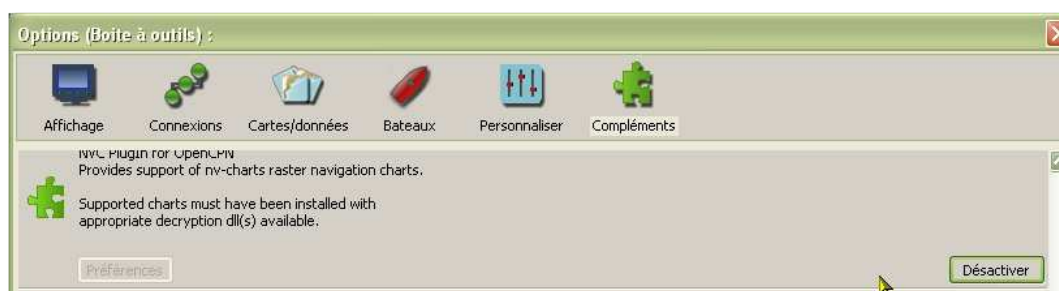 Options (Boite à outils) :
Affichage Connexions Cartes/données Bateaux Personnaliser Compléments
NVC PlugIn for OpenCPN
Provides support of nv-charts raster navigation charts.
Supported charts must have been installed with
appropriate decryption dll(s) available.
Préférences Désactiver